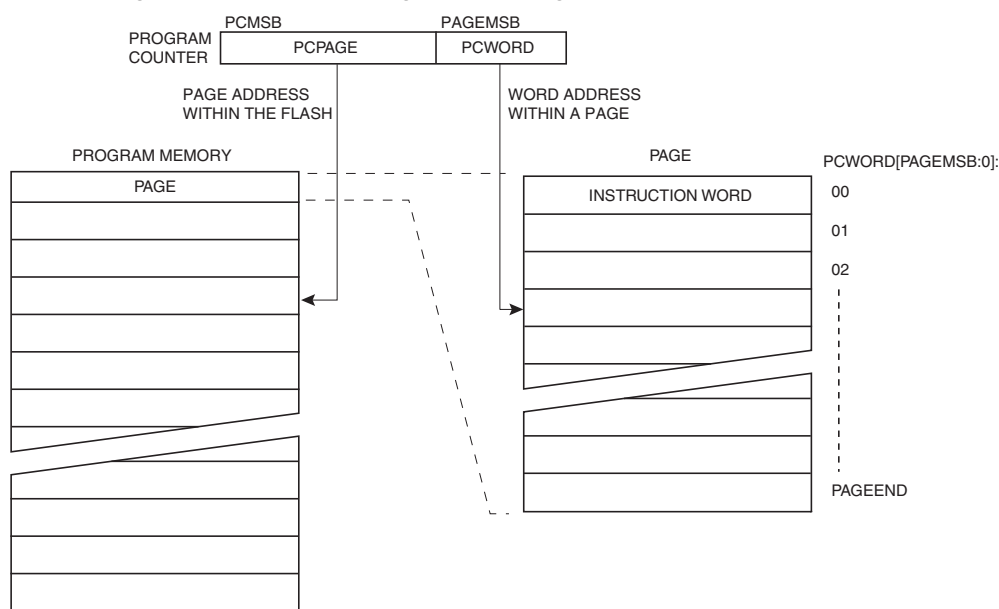 PCMSB
PAGEMSB
PROGRAM
COUNTER
PCPAGE
PCWORD
PAGE ADDRESS
WITHIN THE FLASH
WORD ADDRESS
WITHIN A PAGE
PROGRAM MEMORY
PAGE
PAGE
PCWORD[PAGEMSB:0]:
INSTRUCTION WORD
00
01
02
PAGEEND